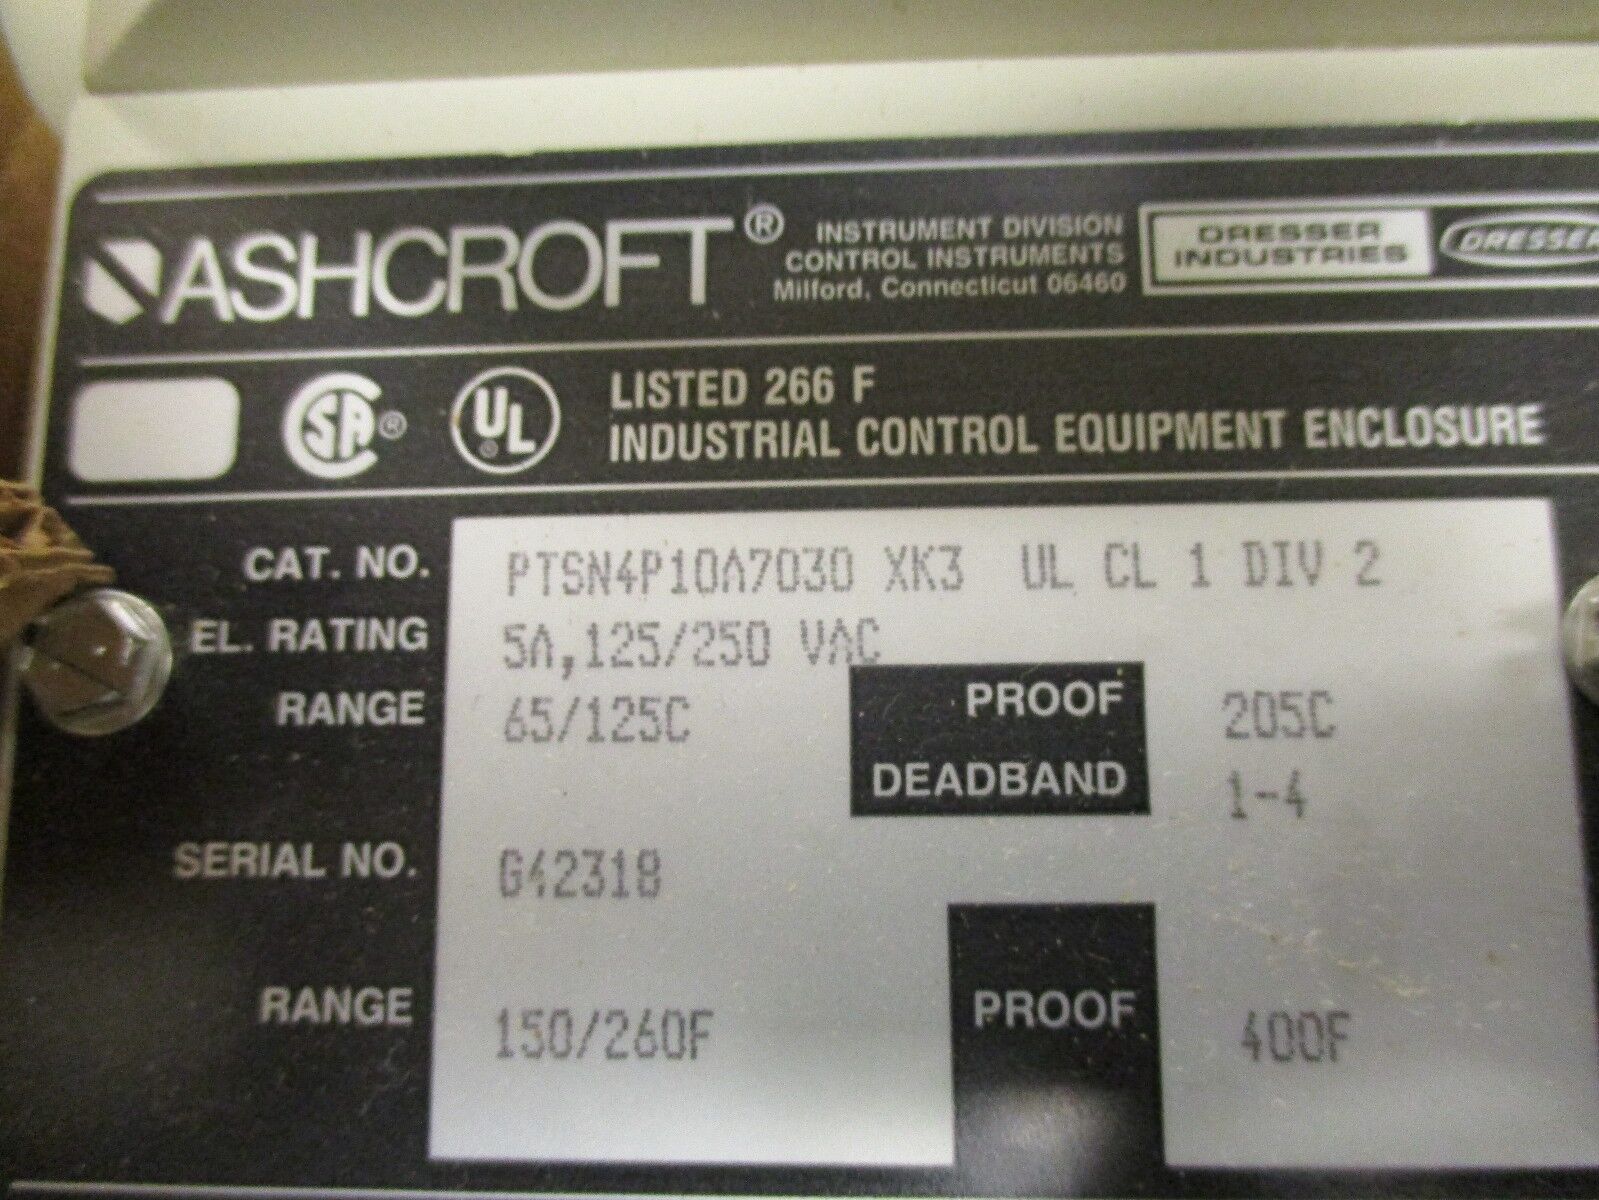 ASHCROFT®
INSTRUMENT DIVISION
CONTROL INSTRUMENTS
Milford, Connecticut 06460
DRESSER
INDUSTRIES
DRESSER
SA®
UL®
LISTED 266 F
INDUSTRIAL CONTROL EQUIPMENT ENCLOSURE
CAT. NO. PTSN4P10A7030 XK3 UL CL 1 DIV 2
EL. RATING 5A,125/250 VAC
RANGE 65/125C PROOF 205C
DEADBAND 1-4
SERIAL NO. G42318
RANGE 150/260F PROOF 400F